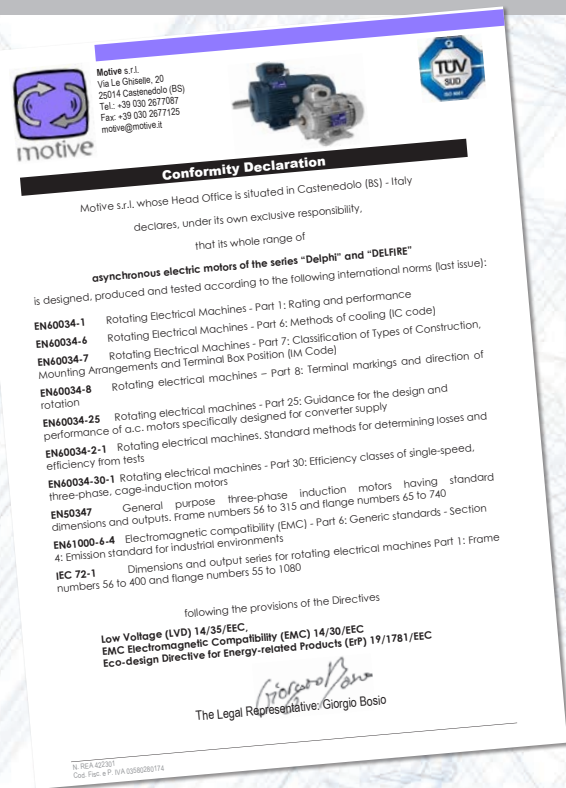 motive
Motive s.r.l.
Via Le Ghiselle, 20
25014 Castenedolo (BS)
Tel.: +39 030 2677087
Fax: +39 030 2677125
motive@motive.it
TÜV
SÜD
ISO 9001
Conformity Declaration
Motive s.r.l. whose Head Office is situated in Castenedolo (BS) - Italy
declares, under its own exclusive responsibility,
that its whole range of
asynchronous electric motors of the series “Delphi” and “DELFIRE”
is designed, produced and tested according to the following international norms (last issue):
EN60034-1 Rotating Electrical Machines - Part 1: Rating and performance
EN60034-6 Rotating Electrical Machines - Part 6: Methods of cooling (IC code)
EN60034-7 Rotating Electrical Machines - Part 7: Classification of Types of Construction,
Mounting Arrangements and Terminal Box Position (IM Code)
EN60034-8 Rotating electrical machines – Part 8: Terminal markings and direction of
rotation
EN60034-25 Rotating electrical machines - Part 25: Guidance for the design and
performance of a.c. motors specifically designed for converter supply
EN60034-2-1 Rotating electrical machines. Standard methods for determining losses and
efficiency from tests
EN60034-30-1 Rotating electrical machines - Part 30: Efficiency classes of single-speed,
three-phase, cage-induction motors
EN50347 General purpose three-phase induction motors having standard
dimensions and outputs. Frame numbers 56 to 315 and flange numbers 65 to 740
EN61000-6-4 Electromagnetic compatibility (EMC) - Part 6: Generic standards - Section
4: Emission standard for industrial environments
IEC 72-1 Dimensions and output series for rotating electrical machines Part 1: Frame
numbers 56 to 400 and flange numbers 55 to 1080
following the provisions of the Directives
Low Voltage (LVD) 14/35/EEC,
EMC Electromagnetic Compatibility (EMC) 14/30/EEC
Eco-design Directive for Energy-related Products (ErP) 19/1781/EEC
Giorgio Bosio
The Legal Representative: Giorgio Bosio
N. REA 422301
Cod. Fisc. e P. IVA 03580280174